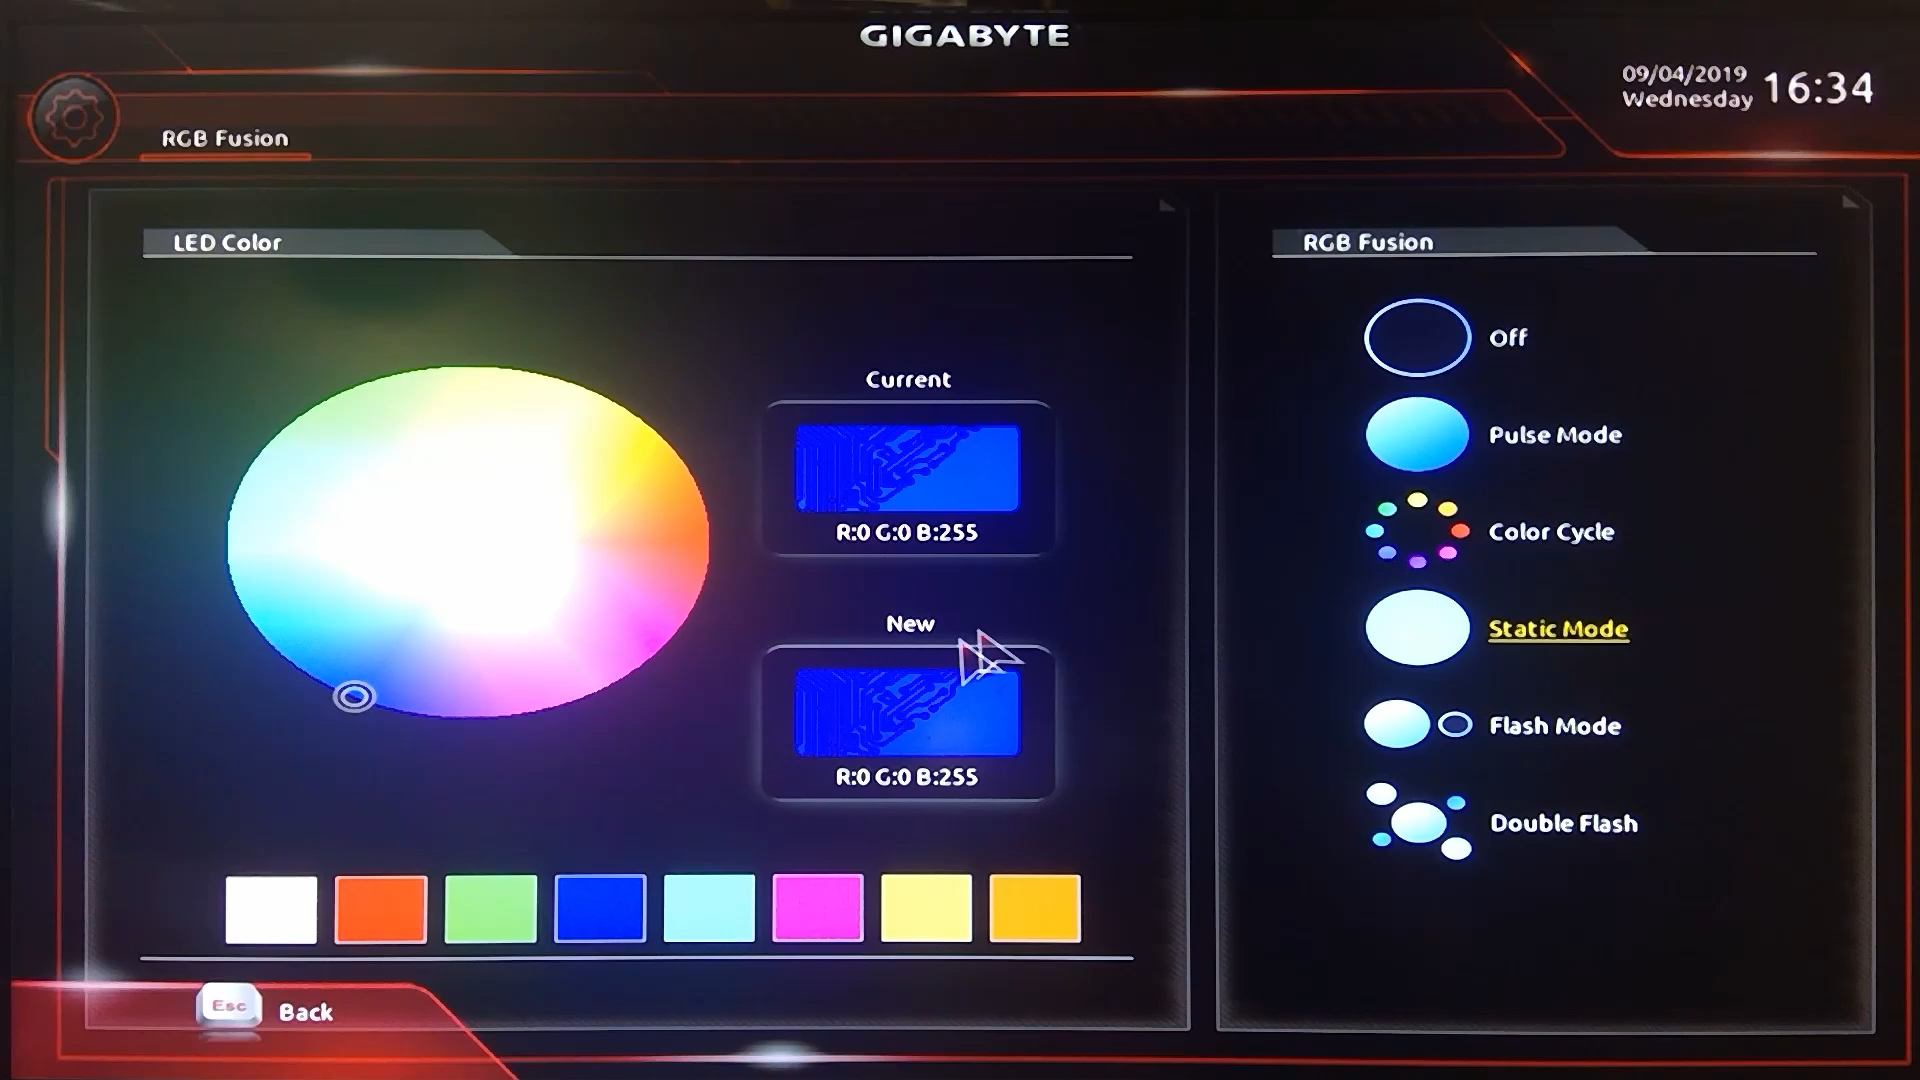 GIGABYTE
09/04/2019
Wednesday
16:34
RGB Fusion
LED Color
Current
R:0 G:0 B:255
New
R:0 G:0 B:255
Esc
Back
RGB Fusion
Off
Pulse Mode
Color Cycle
Static Mode
Flash Mode
Double Flash